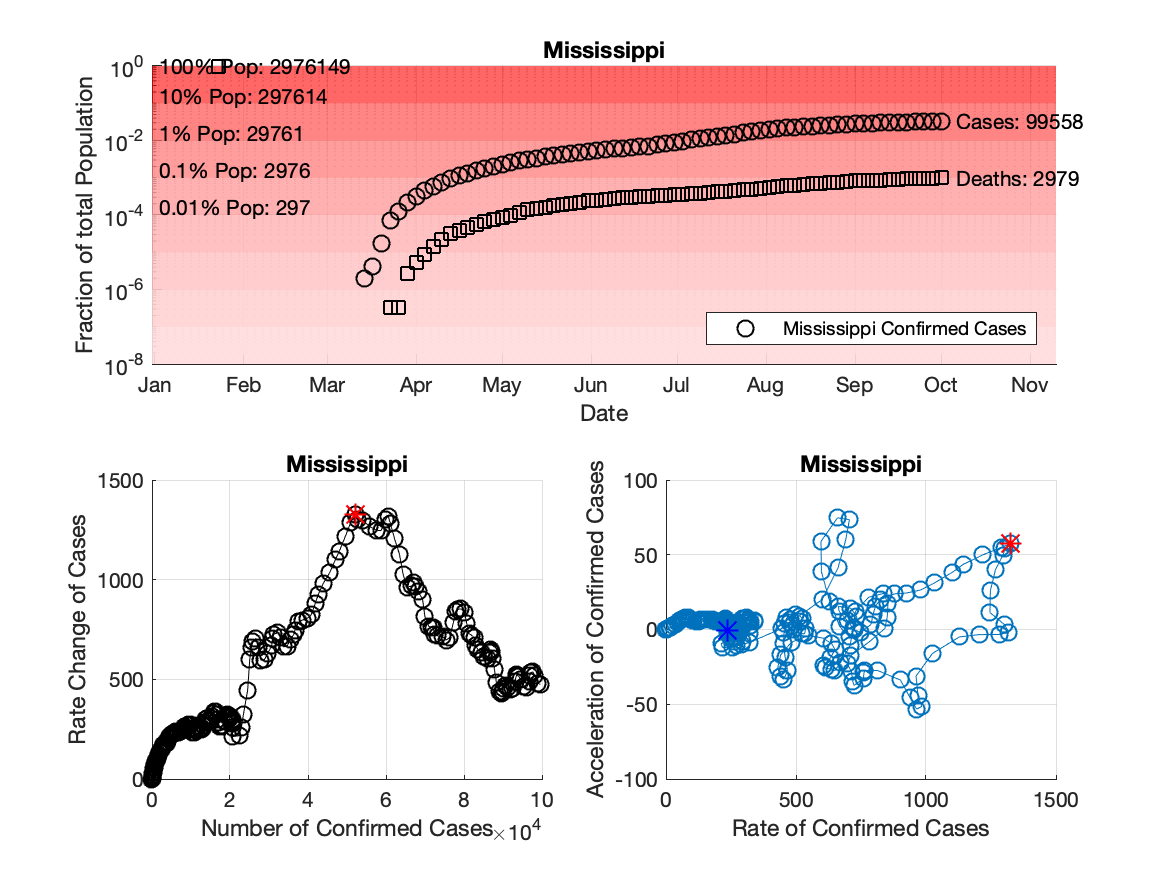 Mississippi
Fraction of total Population
10^0
10^-2
10^-4
10^-6
10^-8
100% Pop: 2976149
10% Pop: 297614
1% Pop: 29761
0.1% Pop: 2976
0.01% Pop: 297
Cases: 99558
Deaths: 2979
Mississippi Confirmed Cases
Jan Feb Mar Apr May Jun Jul Aug Sep Oct Nov
Date
Mississippi
Rate Change of Cases
1500
1000
500
0
0 2 4 6 8 10
Number of Confirmed Cases ×10^4
Mississippi
Acceleration of Confirmed Cases
100
50
0
-50
-100
0 500 1000 1500
Rate of Confirmed Cases